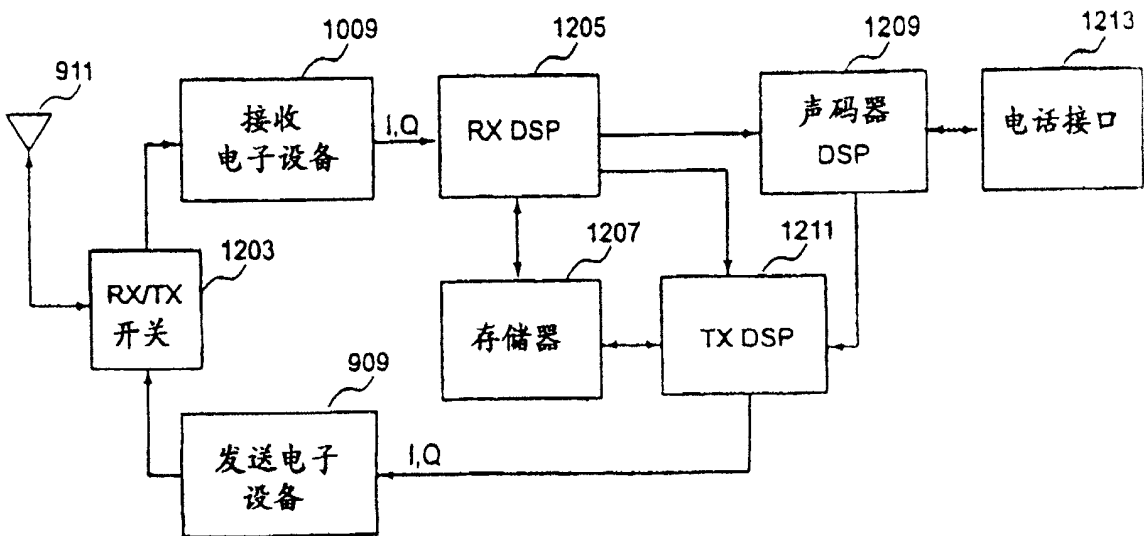 1009
1205
1209
1213
911
接收
电子设备
I,Q
RX DSP
声码器
DSP
电话接口
1203
1207
1211
RX/TX
开关
存储器
TX DSP
909
发送电子
设备
I,Q